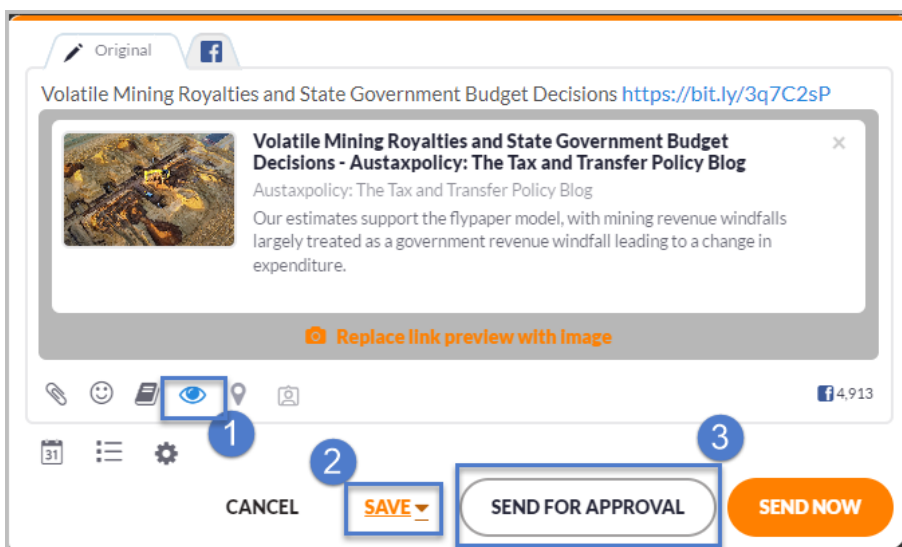 Original
Volatile Mining Royalties and State Government Budget Decisions https://bit.ly/3q7C2sP
Volatile Mining Royalties and State Government Budget
Decisions - Austaxpolicy: The Tax and Transfer Policy Blog
Austaxpolicy: The Tax and Transfer Policy Blog
Our estimates support the flypaper model, with mining revenue windfalls
largely treated as a government revenue windfall leading to a change in
expenditure.
Replace link preview with image
4,913
1
31
2
3
CANCEL
SAVE
SEND FOR APPROVAL
SEND NOW